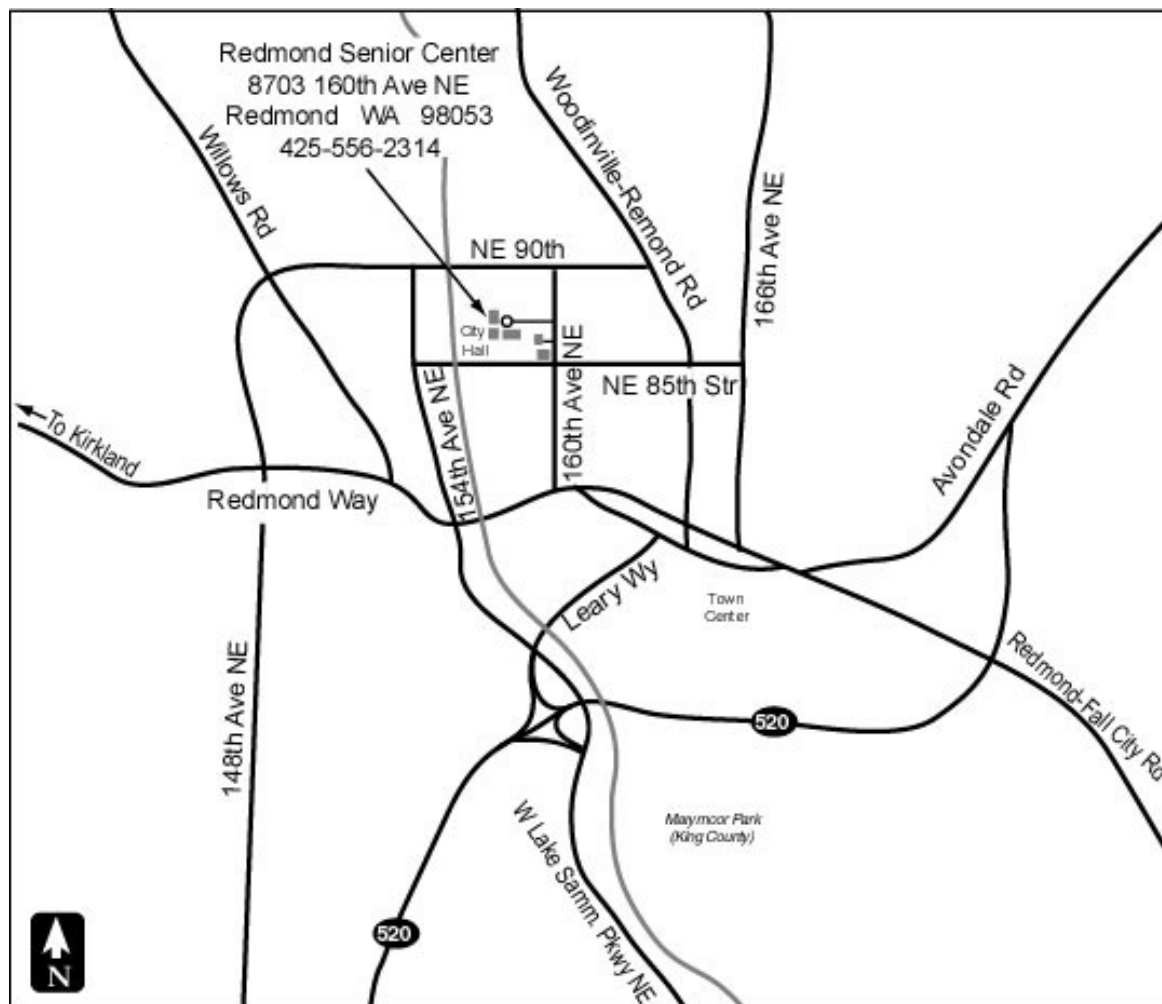 Redmond Senior Center
8703 160th Ave NE
Redmond WA 98053
425-556-2314
Willows Rd
Woodinville-Remond Rd
166th Ave NE
NE 90th
City
Hall
160th Ave NE
NE 85th Str
154th Ave NE
Avondale Rd
To Kirkland
Redmond Way
Leary Wy
Town
Center
148th Ave NE
Redmond-Fall City Rd
520
Marymoor Park
(King County)
W Lake Samm. Pkwy NE
520
N